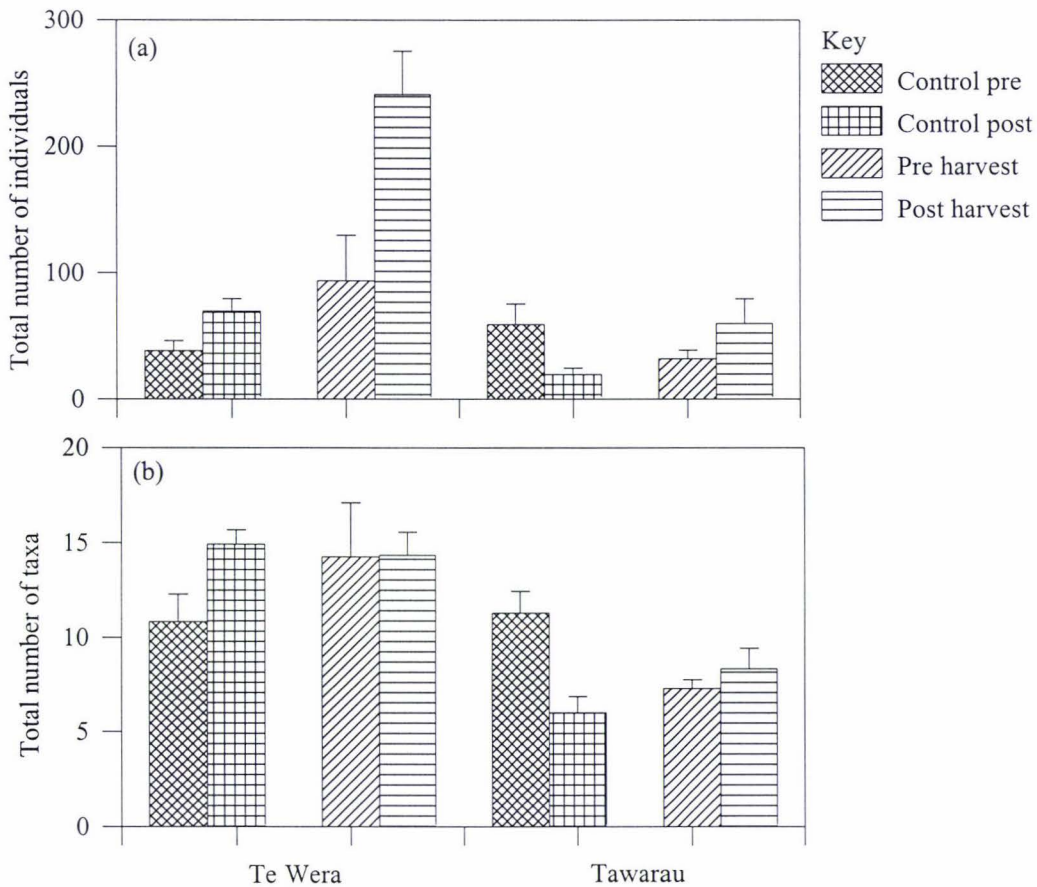 300
(a)
Key
Control pre
Control post
Pre harvest
Post harvest
200
100
0
Total number of individuals
20
(b)
15
10
5
0
Total number of taxa
Te Wera
Tawarau